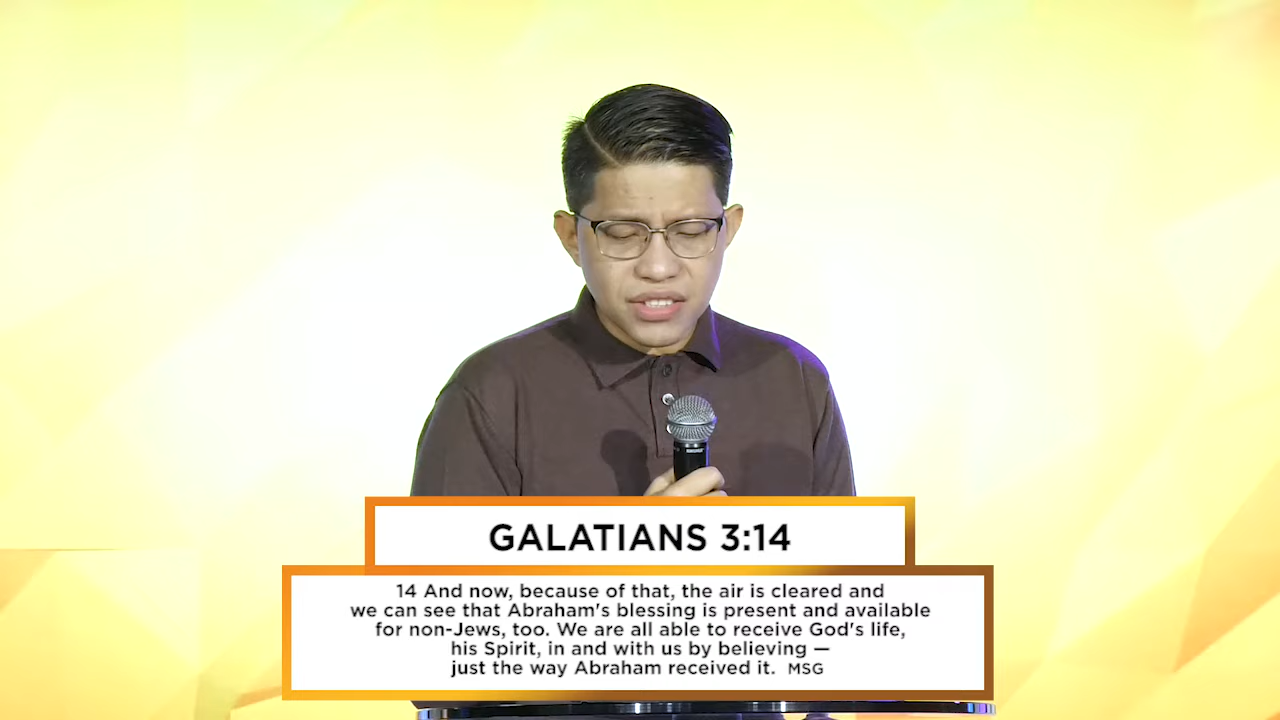 GALATIANS 3:14
14 And now, because of that, the air is cleared and
we can see that Abraham's blessing is present and available
for non-Jews, too. We are all able to receive God's life,
his Spirit, in and with us by believing —
just the way Abraham received it. MSG